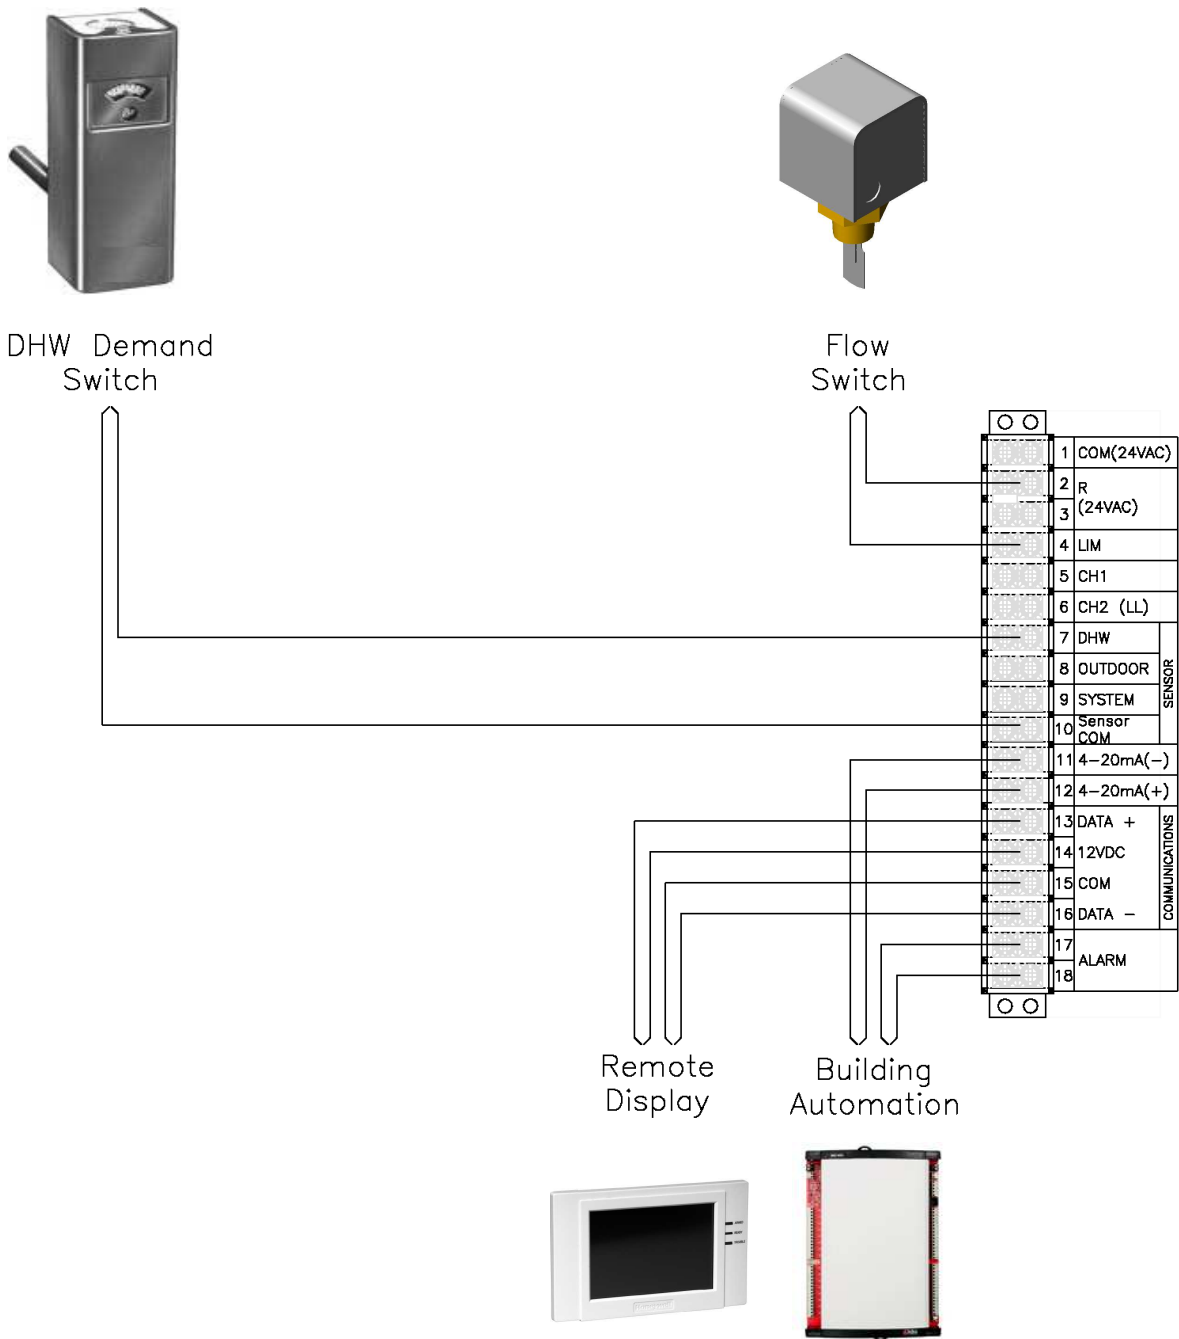 DHW Demand
Switch
Flow
Switch
1 COM(24VAC)
2 R
3 (24VAC)
4 LIM
5 CH1
6 CH2 (LL)
7 DHW
8 OUTDOOR
9 SYSTEM
10 Sensor
COM
SENSOR
11 4-20mA(-)
12 4-20mA(+)
13 DATA +
14 12VDC
15 COM
16 DATA -
COMMUNICATIONS
17
ALARM
18
Remote
Display
Building
Automation